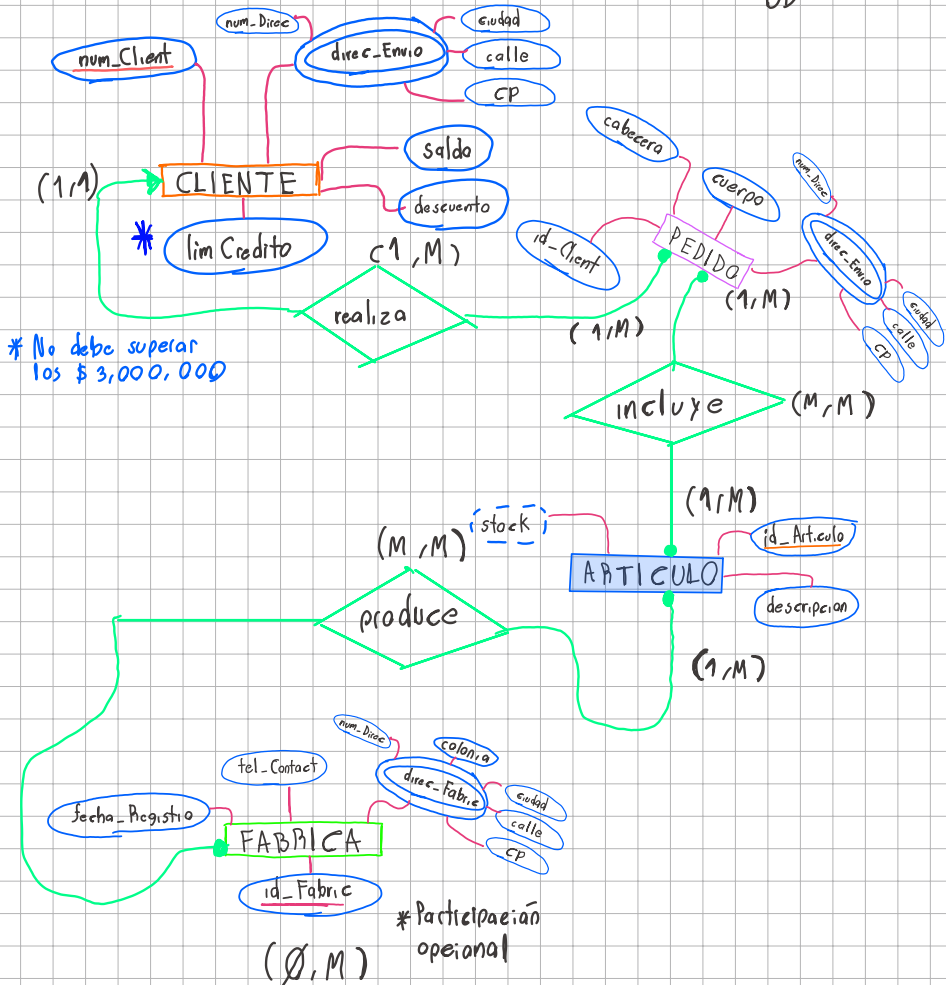 num_Direc
ciudad
num_Client
direc_Envio
calle
CP
cabecera
saldo
(1,1)
CLIENTE
cuerpo
num_Direc
descuento
id_Client
PEDIDO
direc_Envio
*
lim Credito
(1,M)
(1,M)
ciudad
calle
CP
realiza
(1,M)
* No debe superar
los $ 3,000,000
incluye
(M,M)
(1,M)
stock
id_Articulo
(M,M)
ARTICULO
produce
descripcion
(1,M)
num_Direc
colonia
tel_Contact
direc_Fabric
ciudad
fecha_Registro
calle
FABRICA
CP
id_Fabric
* Participación
opcional
(Ø,M)